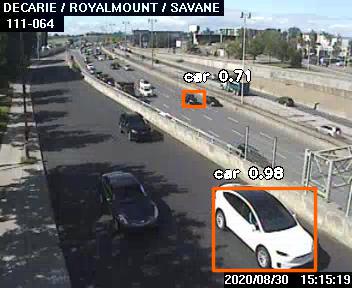 DECARIE / ROYALMOUNT / SAVANE
111-064
car 0.71
car 0.98
2020/08/30 15:15:19